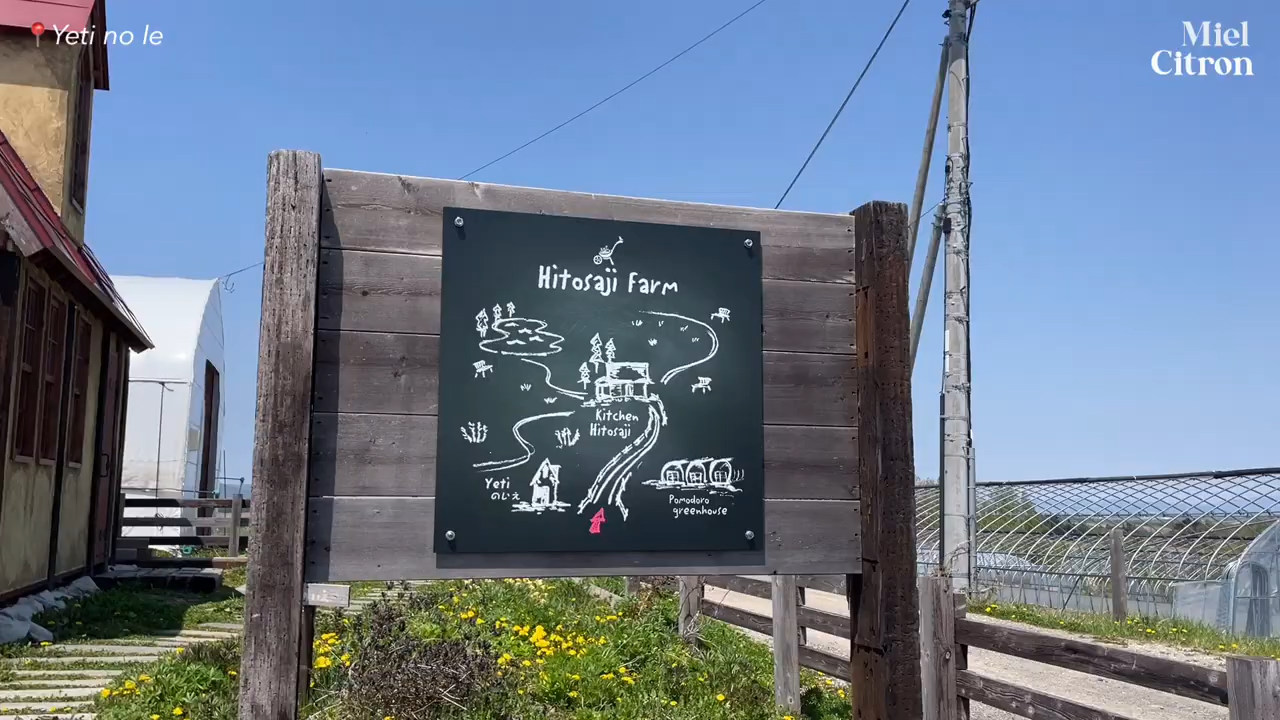 Yeti no Ie
Miel
Citron
Hitosaji Farm
Kitchen
Hitosaji
Yeti
のいえ
Pomodoro
greenhouse